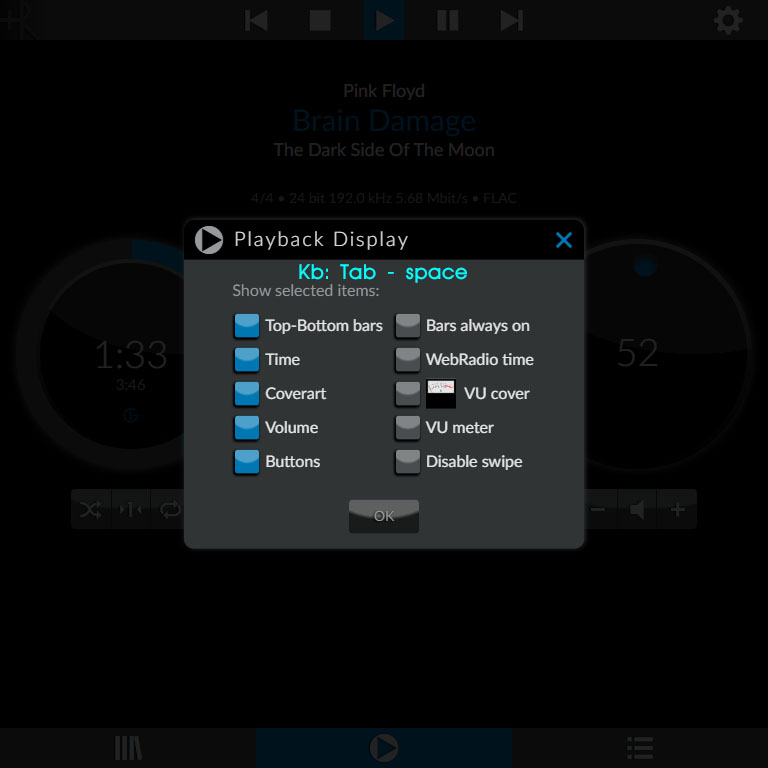 Pink Floyd
Brain Damage
The Dark Side Of The Moon
4/4 • 24 bit 192.0 kHz 5.68 Mbit/s • FLAC
Playback Display
Kb: Tab - space
Show selected items:
Top-Bottom bars
Bars always on
Time
WebRadio time
Coverart
VU cover
Volume
VU meter
Buttons
Disable swipe
OK
1:33
3:46
52